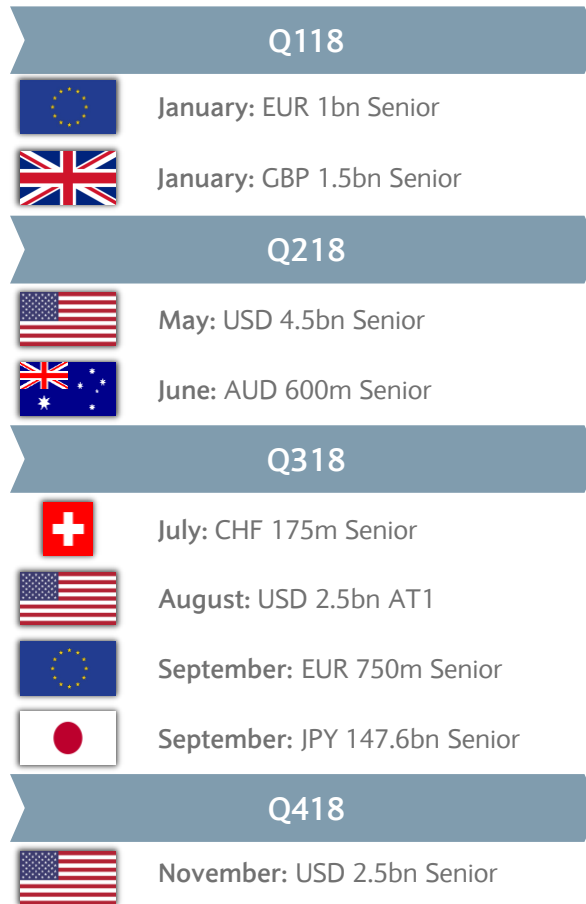 Q118
January: EUR 1bn Senior
January: GBP 1.5bn Senior
Q218
May: USD 4.5bn Senior
June: AUD 600m Senior
Q318
July: CHF 175m Senior
August: USD 2.5bn AT1
September: EUR 750m Senior
September: JPY 147.6bn Senior
Q418
November: USD 2.5bn Senior